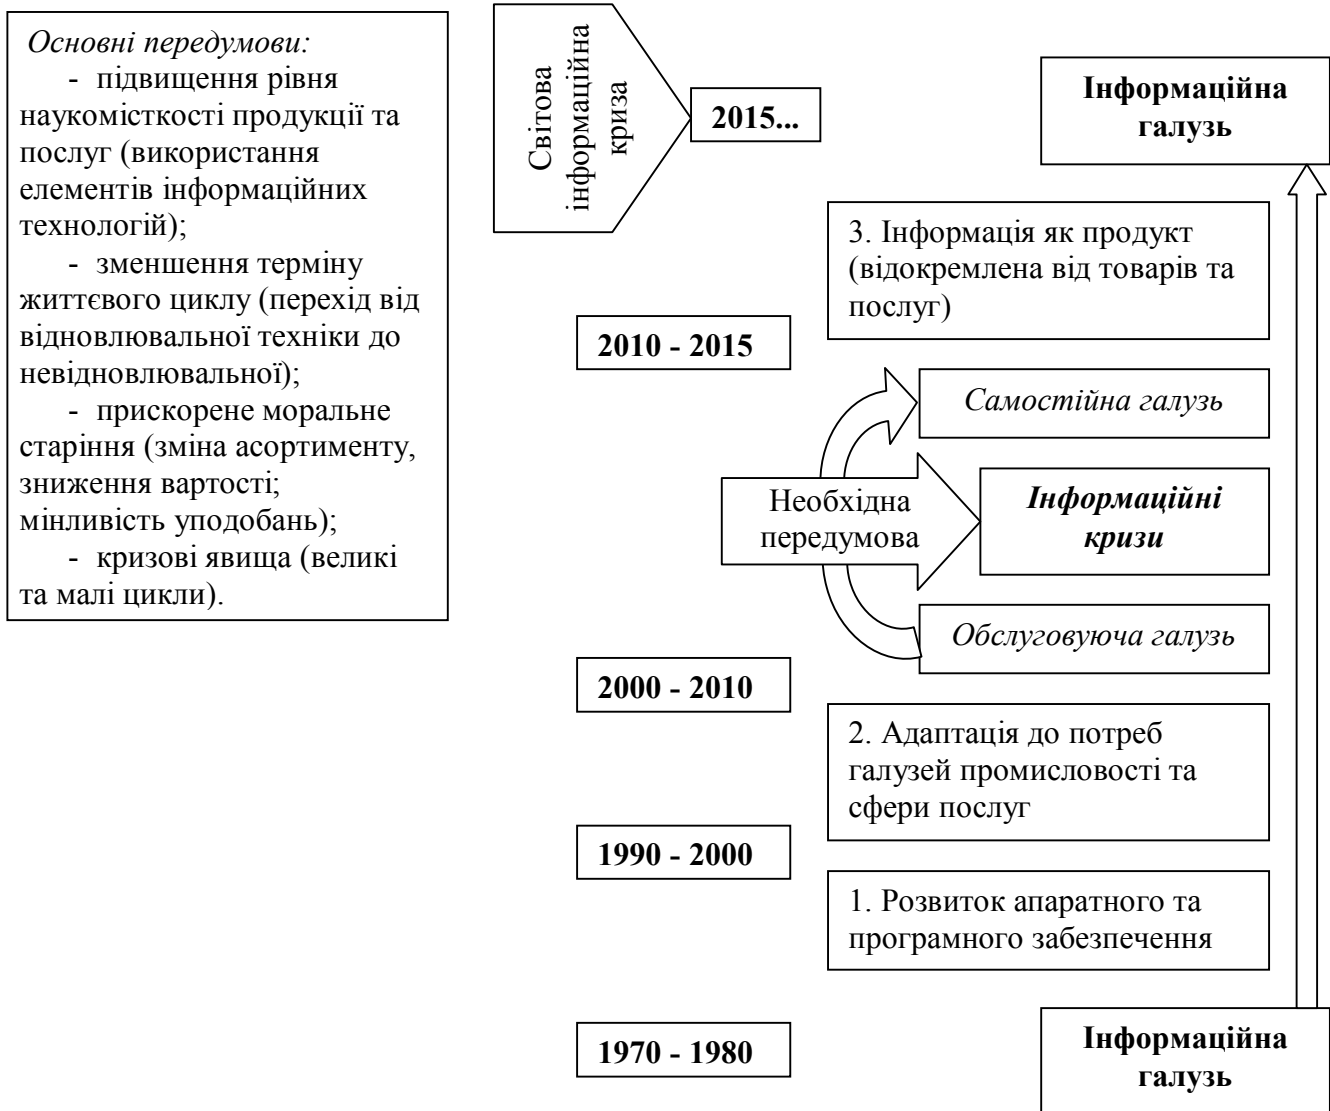 Основні передумови:
- підвищення рівня
наукомісткості продукції та
послуг (використання
елементів інформаційних
технологій);
- зменшення терміну
життєвого циклу (перехід від
відновлювальної техніки до
невідновлювальної);
- прискорене моральне
старіння (зміна асортименту,
зниження вартості;
мінливість уподобань);
- кризові явища (великі
та малі цикли).
Світова
інформаційна
криза
2015...
Інформаційна
галузь
3. Інформація як продукт
(відокремлена від товарів та
послуг)
2010 - 2015
Самостійна галузь
Необхідна
передумова
Інформаційні
кризи
Обслуговуюча галузь
2000 - 2010
2. Адаптація до потреб
галузей промисловості та
сфери послуг
1990 - 2000
1. Розвиток апаратного та
програмного забезпечення
1970 - 1980
Інформаційна
галузь